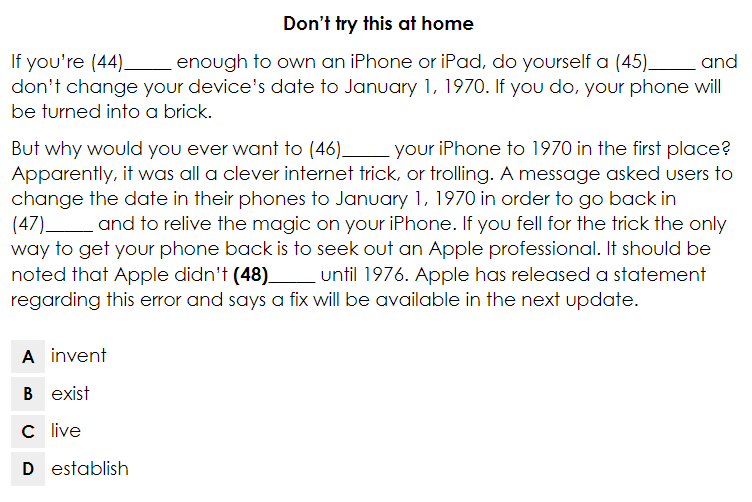 Don't try this at home
If you're (44)_____ enough to own an iPhone or iPad, do yourself a (45)_____ and
don't change your device's date to January 1, 1970. If you do, your phone will
be turned into a brick.
But why would you ever want to (46)_____ your iPhone to 1970 in the first place?
Apparently, it was all a clever internet trick, or trolling. A message asked users to
change the date in their phones to January 1, 1970 in order to go back in
(47)_____ and to relive the magic on your iPhone. If you fell for the trick the only
way to get your phone back is to seek out an Apple professional. It should be
noted that Apple didn't (48)_____ until 1976. Apple has released a statement
regarding this error and says a fix will be available in the next update.
A invent
B exist
C live
D establish